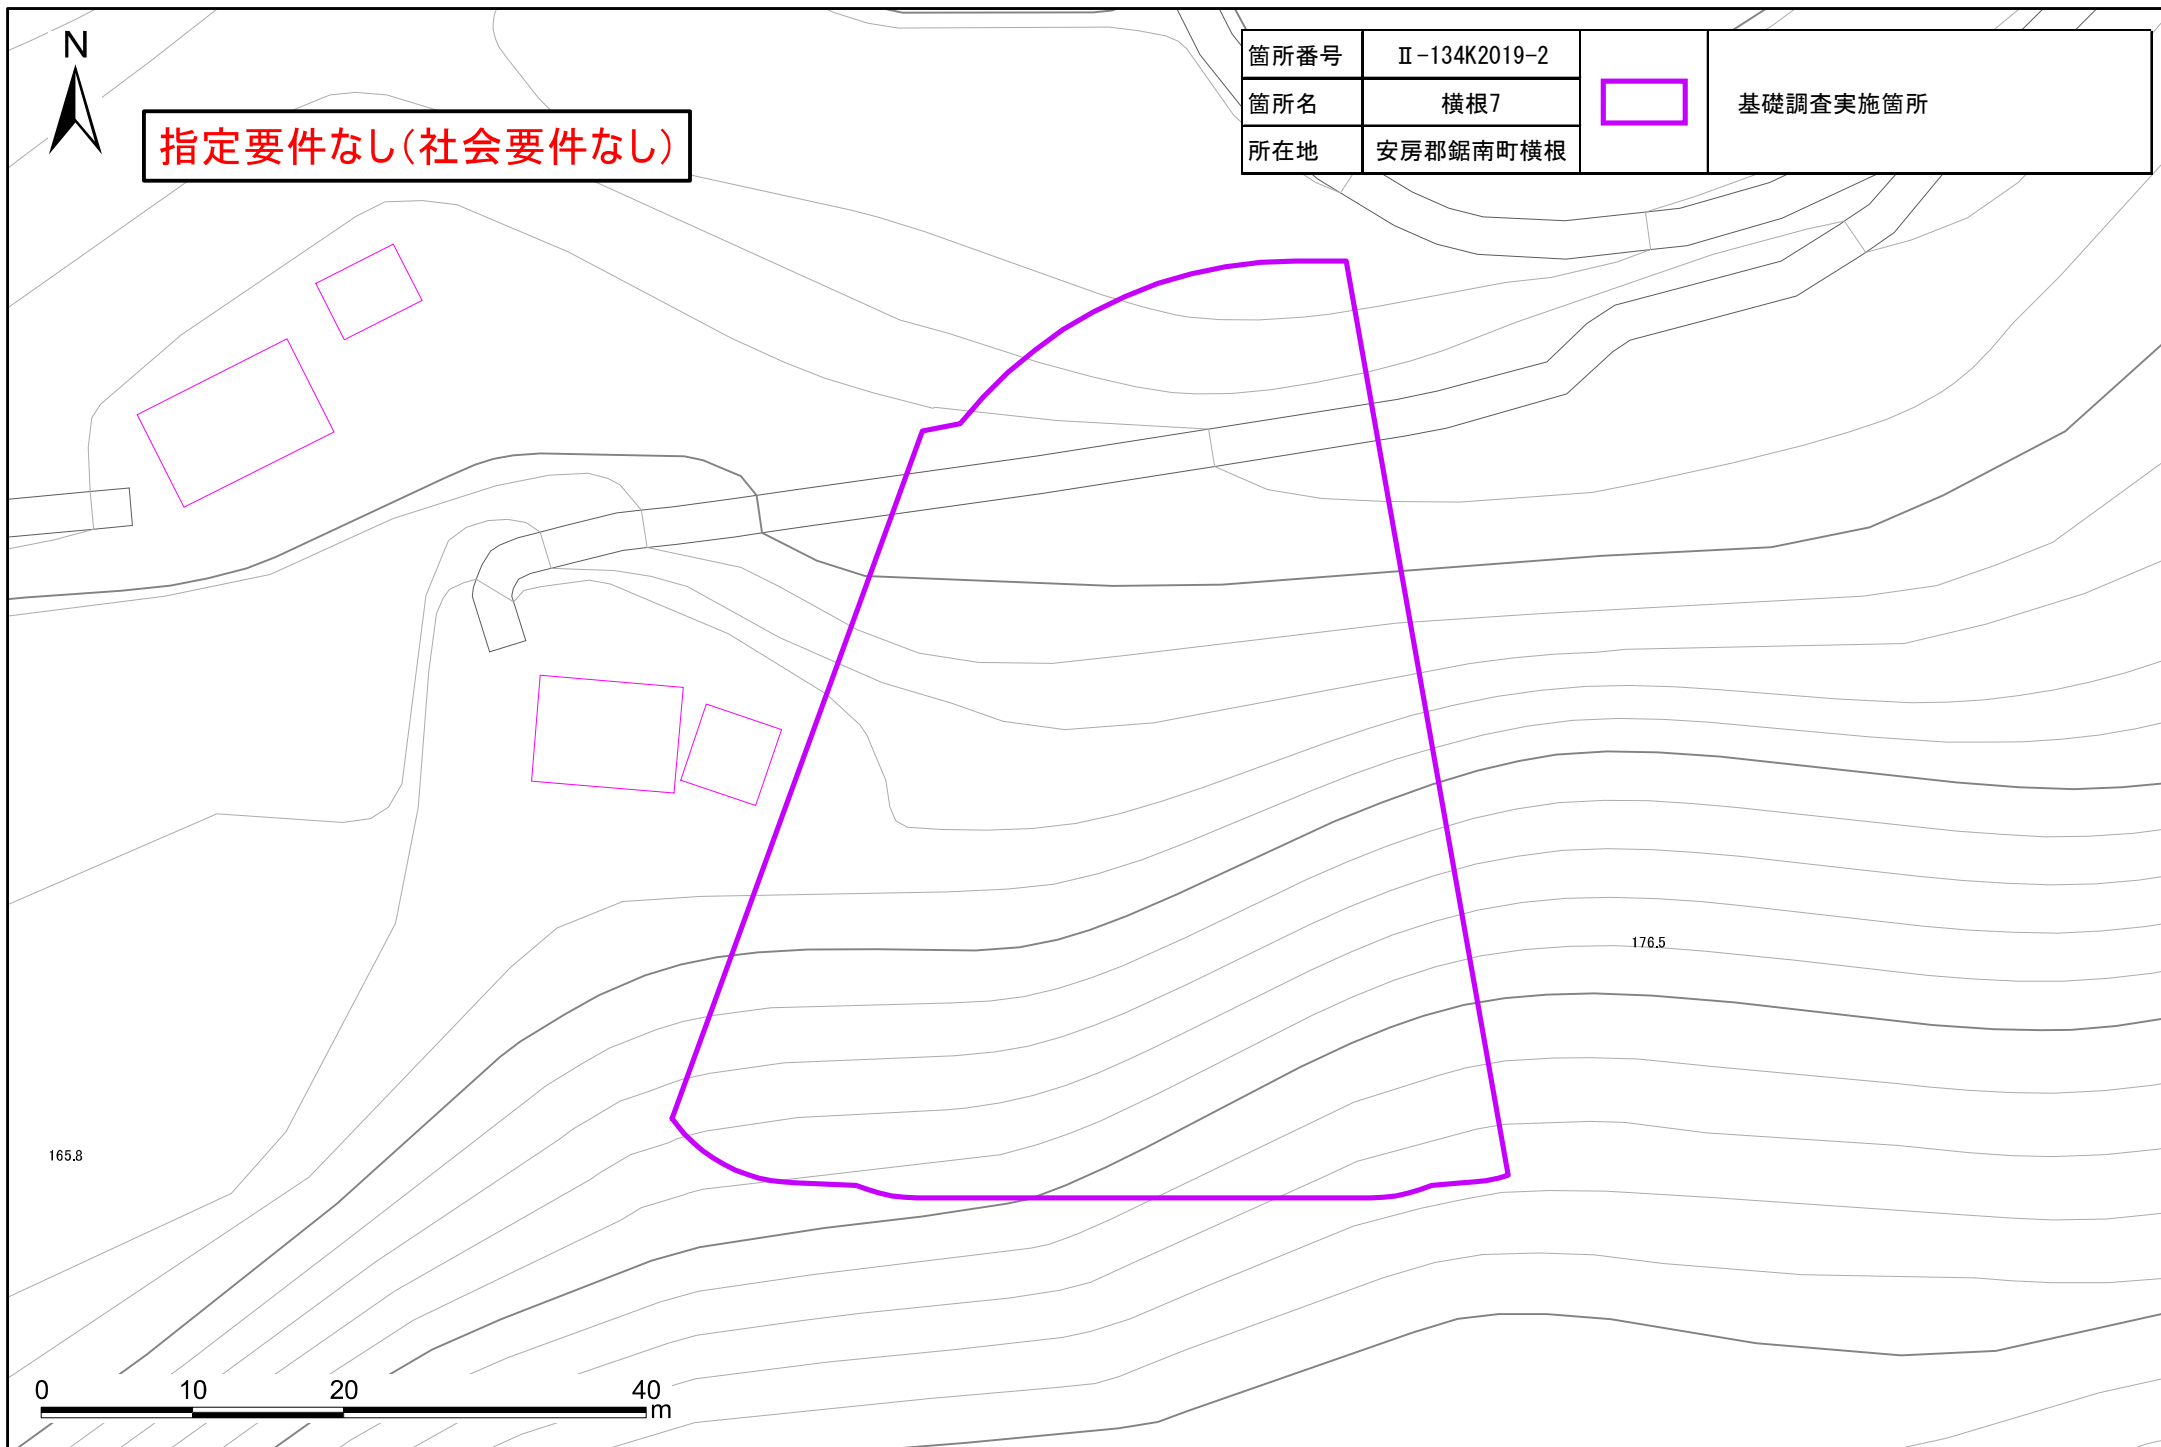 N
指定要件なし(社会要件なし)
箇所番号 Ⅱ-134K2019-2
箇所名 横根7
所在地 安房郡鋸南町横根
基礎調査実施箇所
176.5
165.8
0 10 20 40
m